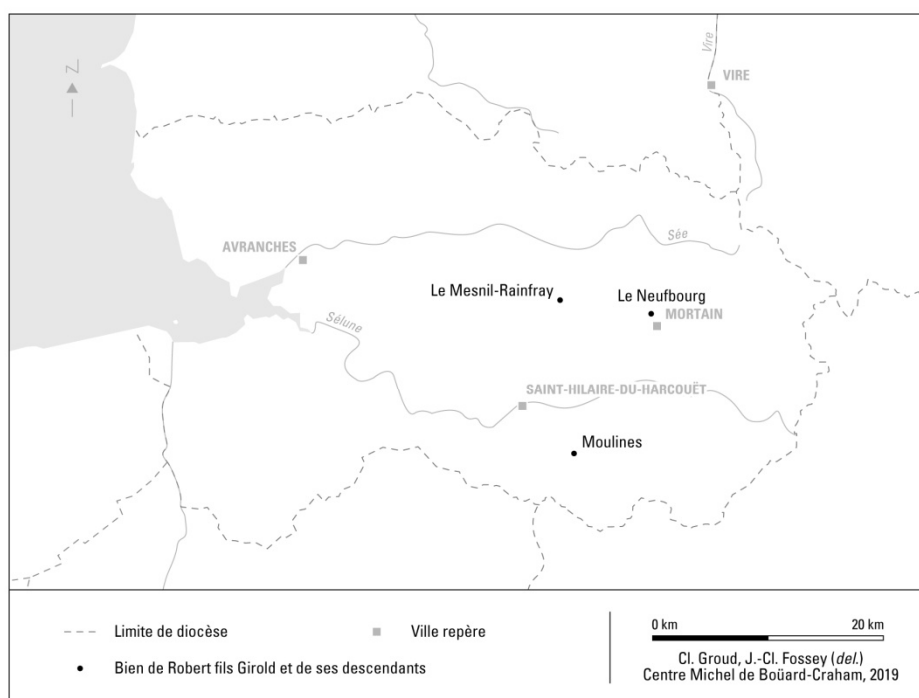 Vire
VIRE
N
Sée
AVRANCHES
Le Mesnil-Rainfray
Le Neufbourg
MORTAIN
Sélune
SAINT-HILAIRE-DU-HARCOUËT
Moulines
Limite de diocèse
Ville repère
Bien de Robert fils Girold et de ses descendants
0 km 20 km
Cl. Groud, J.-Cl. Fossey (del.)
Centre Michel de Boüard-Craham, 2019